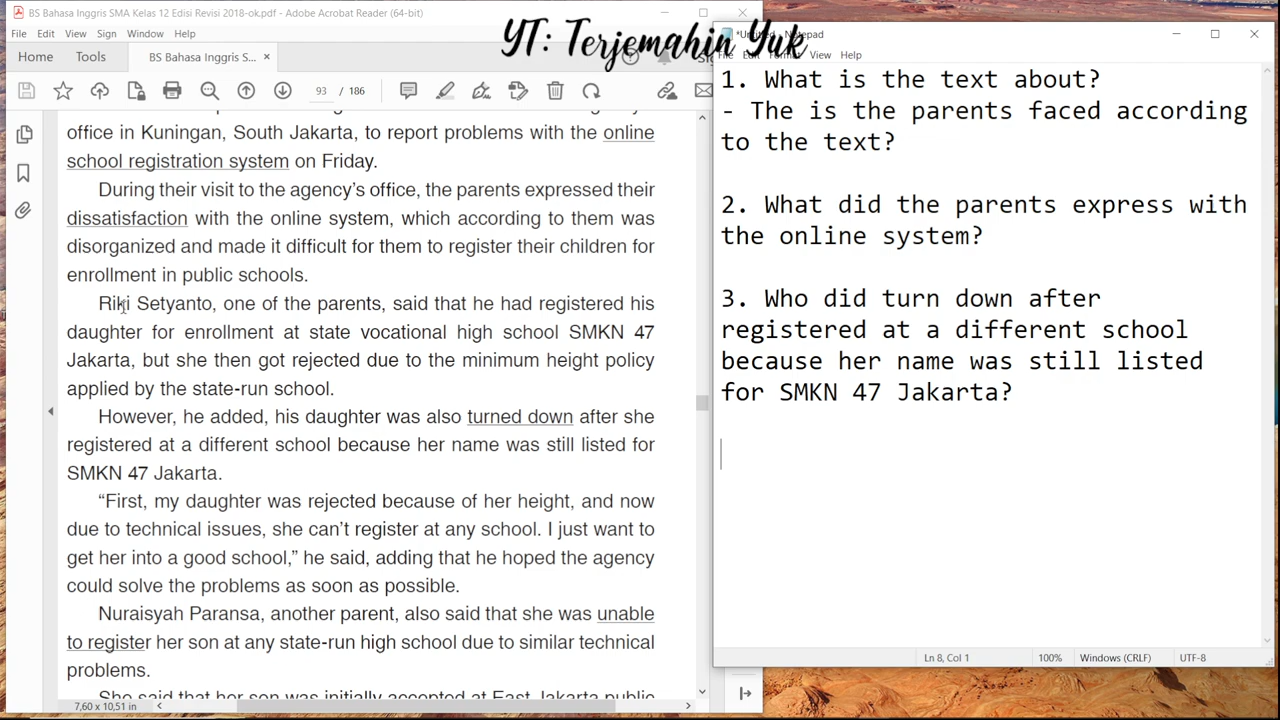 BS Bahasa Inggris SMA Kelas 12 Edisi Revisi 2018-ok.pdf - Adobe Acrobat Reader (64-bit)
File Edit View Sign Window Help
Home Tools BS Bahasa Inggris S... ×
93 / 186
YT: Terjemahin Yuk
office in Kuningan, South Jakarta, to report problems with the online
school registration system on Friday.
During their visit to the agency's office, the parents expressed their
dissatisfaction with the online system, which according to them was
disorganized and made it difficult for them to register their children for
enrollment in public schools.
Riki Setyanto, one of the parents, said that he had registered his
daughter for enrollment at state vocational high school SMKN 47
Jakarta, but she then got rejected due to the minimum height policy
applied by the state-run school.
However, he added, his daughter was also turned down after she
registered at a different school because her name was still listed for
SMKN 47 Jakarta.
“First, my daughter was rejected because of her height, and now
due to technical issues, she can't register at any school. I just want to
get her into a good school,” he said, adding that he hoped the agency
could solve the problems as soon as possible.
Nuraisyah Paransa, another parent, also said that she was unable
to register her son at any state-run high school due to similar technical
problems.
She said that her son was initially accepted at East Jakarta public
7,60 x 10,51 in
*Untitled - Notepad
File Edit Format View Help
1. What is the text about?
- The is the parents faced according
to the text?
2. What did the parents express with
the online system?
3. Who did turn down after
registered at a different school
because her name was still listed
for SMKN 47 Jakarta?
Ln 8, Col 1 100% Windows (CRLF) UTF-8